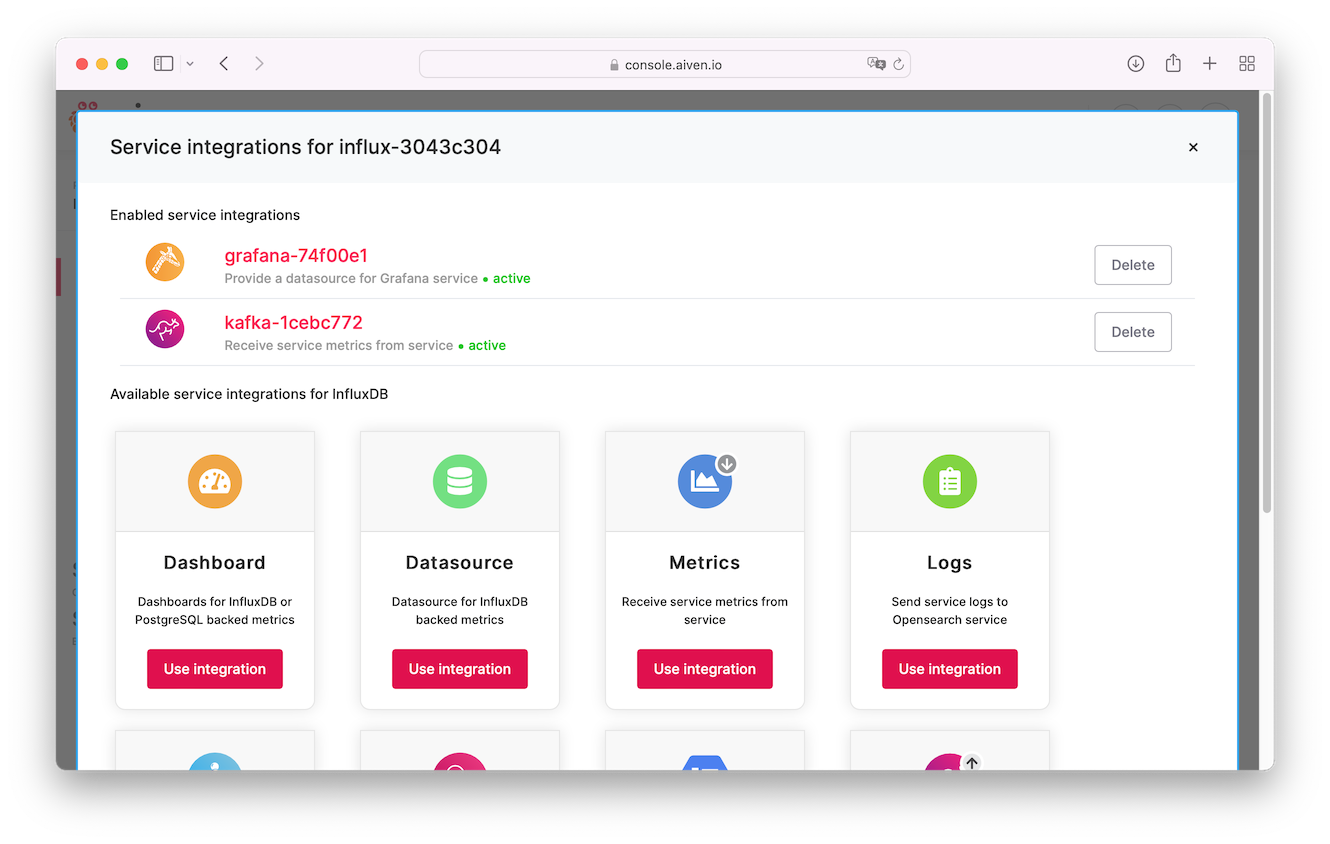 console.aiven.io
Service integrations for influx-3043c304
Enabled service integrations
grafana-74f00e1
Provide a datasource for Grafana service • active
Delete
kafka-1cebc772
Receive service metrics from service • active
Delete
Available service integrations for InfluxDB
Dashboard
Dashboards for InfluxDB or
PostgreSQL backed metrics
Use integration
Datasource
Datasource for InfluxDB
backed metrics
Use integration
Metrics
Receive service metrics from
service
Use integration
Logs
Send service logs to
Opensearch service
Use integration